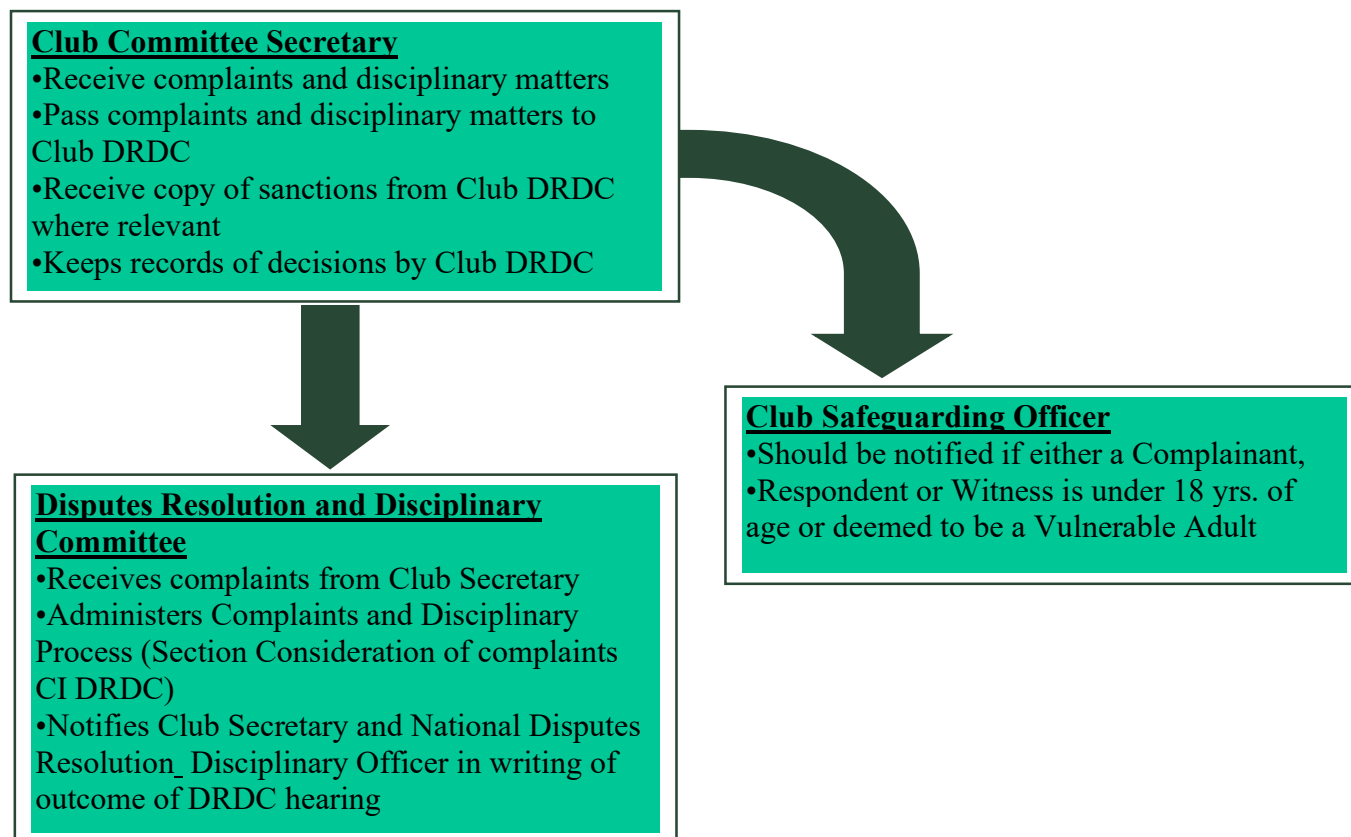 Club Committee Secretary
•Receive complaints and disciplinary matters
•Pass complaints and disciplinary matters to
Club DRDC
•Receive copy of sanctions from Club DRDC
where relevant
•Keeps records of decisions by Club DRDC
Club Safeguarding Officer
•Should be notified if either a Complainant,
•Respondent or Witness is under 18 yrs. of
age or deemed to be a Vulnerable Adult
Disputes Resolution and Disciplinary
Committee
•Receives complaints from Club Secretary
•Administers Complaints and Disciplinary
Process (Section Consideration of complaints
CI DRDC)
•Notifies Club Secretary and National Disputes
Resolution_ Disciplinary Officer in writing of
outcome of DRDC hearing